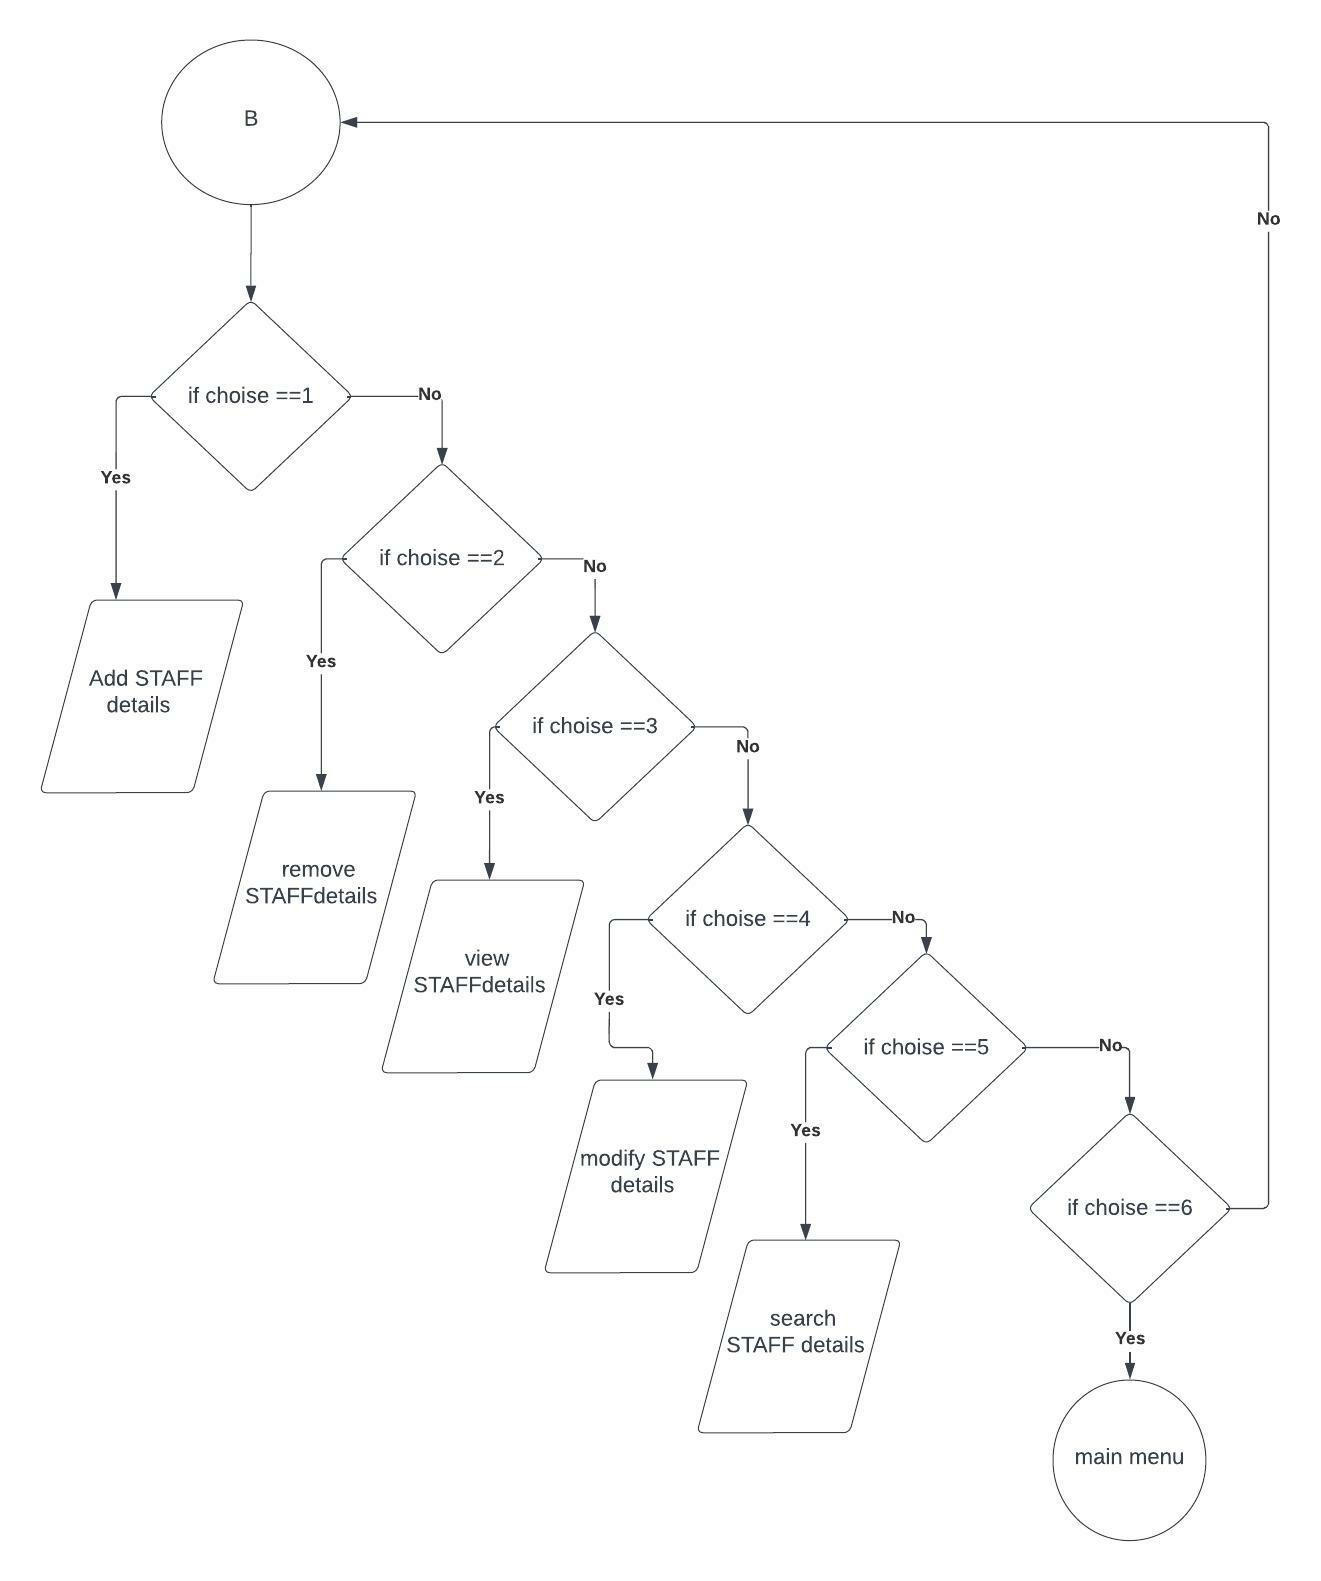 B
No
if choise ==1
No
Yes
if choise ==2
No
Yes
Add STAFF
details
if choise ==3
No
Yes
remove
STAFFdetails
if choise ==4
No
view
STAFFdetails
Yes
if choise ==5
No
Yes
modify STAFF
details
if choise ==6
search
STAFF details
Yes
main menu